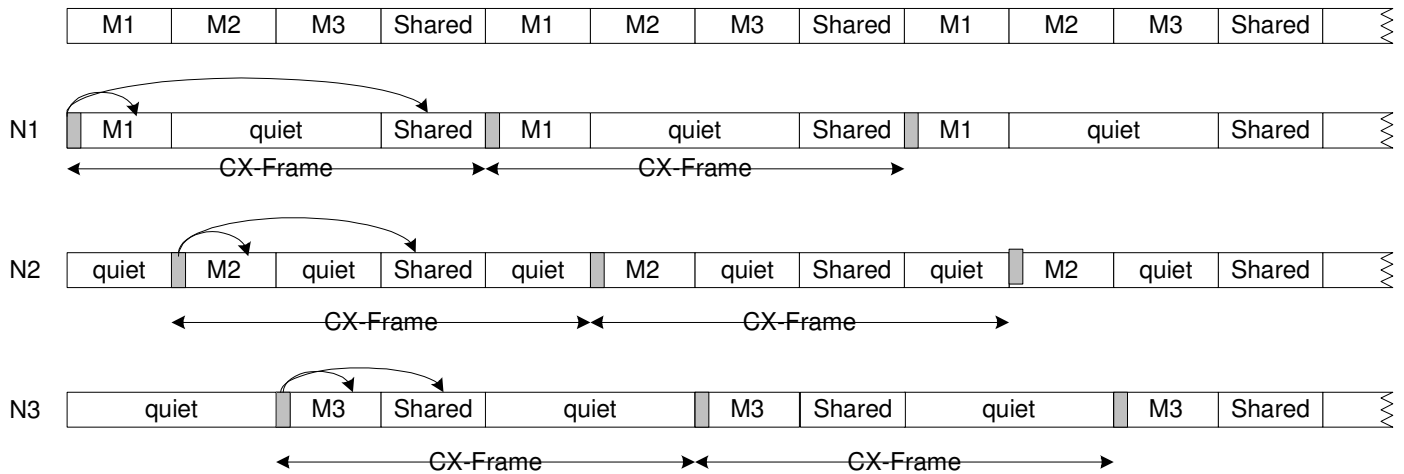 M1 M2 M3 Shared M1 M2 M3 Shared M1 M2 M3 Shared
N1 M1 quiet Shared M1 quiet Shared M1 quiet Shared
CX-Frame CX-Frame
N2 quiet M2 quiet Shared quiet M2 quiet Shared quiet M2 quiet Shared
CX-Frame CX-Frame
N3 quiet M3 Shared quiet M3 Shared quiet M3 Shared
CX-Frame CX-Frame